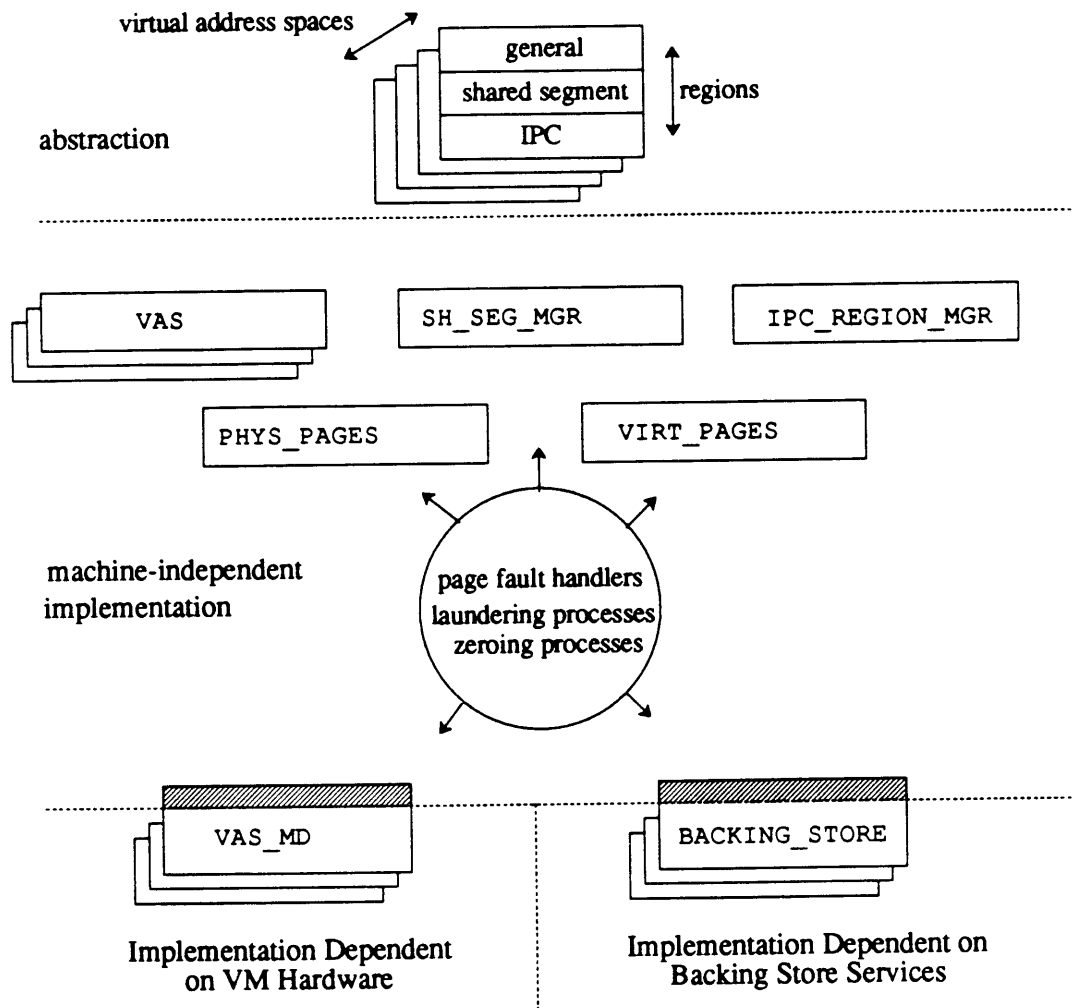 virtual address spaces
general
shared segment
regions
IPC
abstraction
VAS
SH_SEG_MGR
IPC_REGION_MGR
PHYS_PAGES
VIRT_PAGES
machine-independent
implementation
page fault handlers
laundering processes
zeroing processes
VAS_MD
BACKING_STORE
Implementation Dependent
on VM Hardware
Implementation Dependent on
Backing Store Services